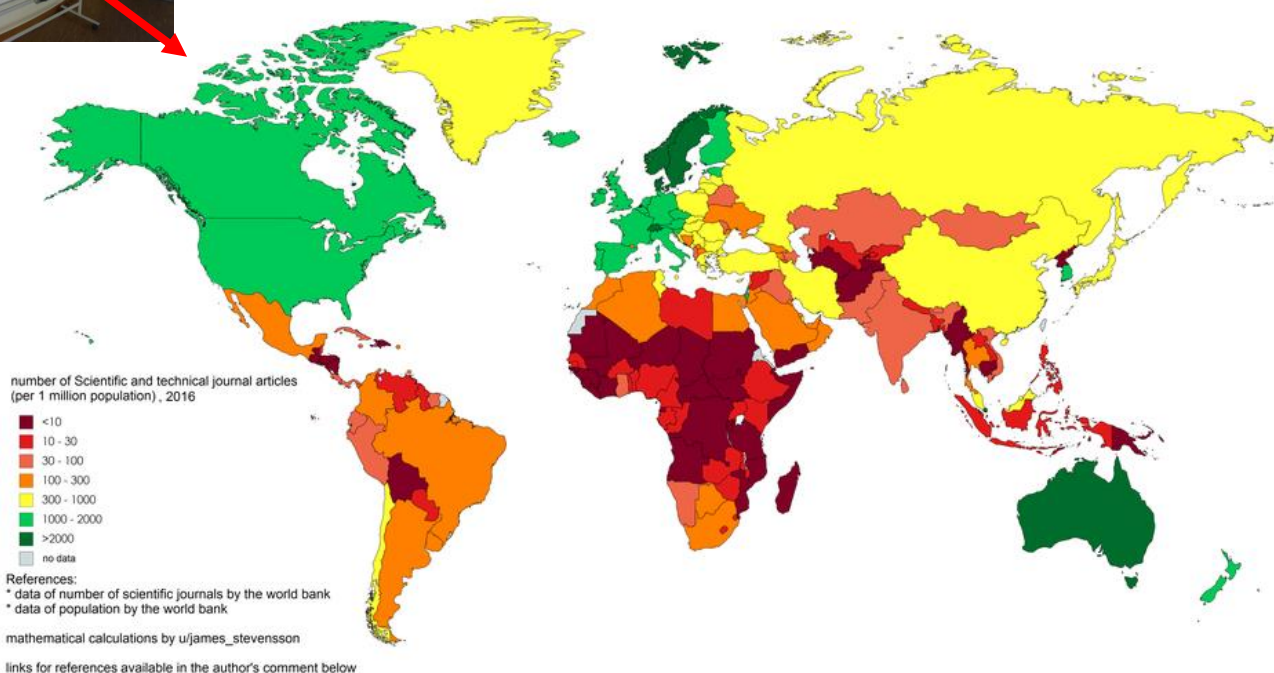 number of Scientific and technical journal articles
(per 1 million population) , 2016
<10
10 - 30
30 - 100
100 - 300
300 - 1000
1000 - 2000
>2000
no data
References:
* data of number of scientific journals by the world bank
* data of population by the world bank
mathematical calculations by u/james_stevensson
links for references available in the author's comment below